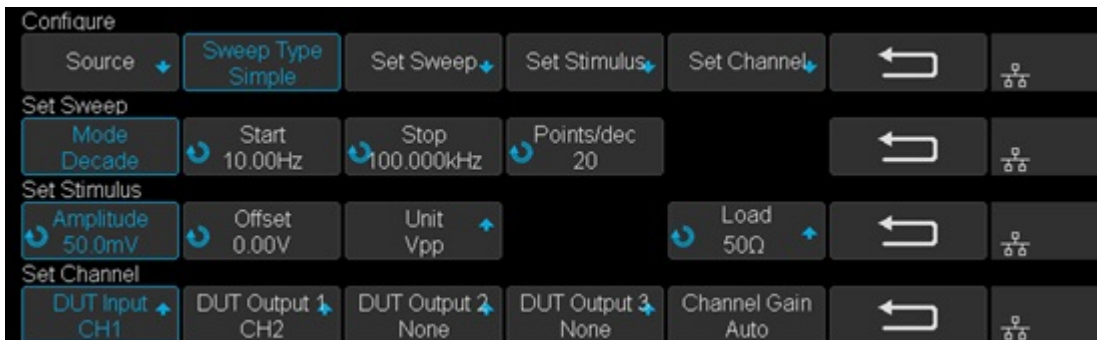 Configure
Source Sweep Type Simple Set Sweep Set Stimulus Set Channel
Set Sweep
Mode Decade Start 10.00Hz Stop 100.000kHz Points/dec 20
Set Stimulus
Amplitude 50.0mV Offset 0.00V Unit Vpp Load 50Ω
Set Channel
DUT Input CH1 DUT Output 1 CH2 DUT Output 2 None DUT Output 3 None Channel Gain Auto